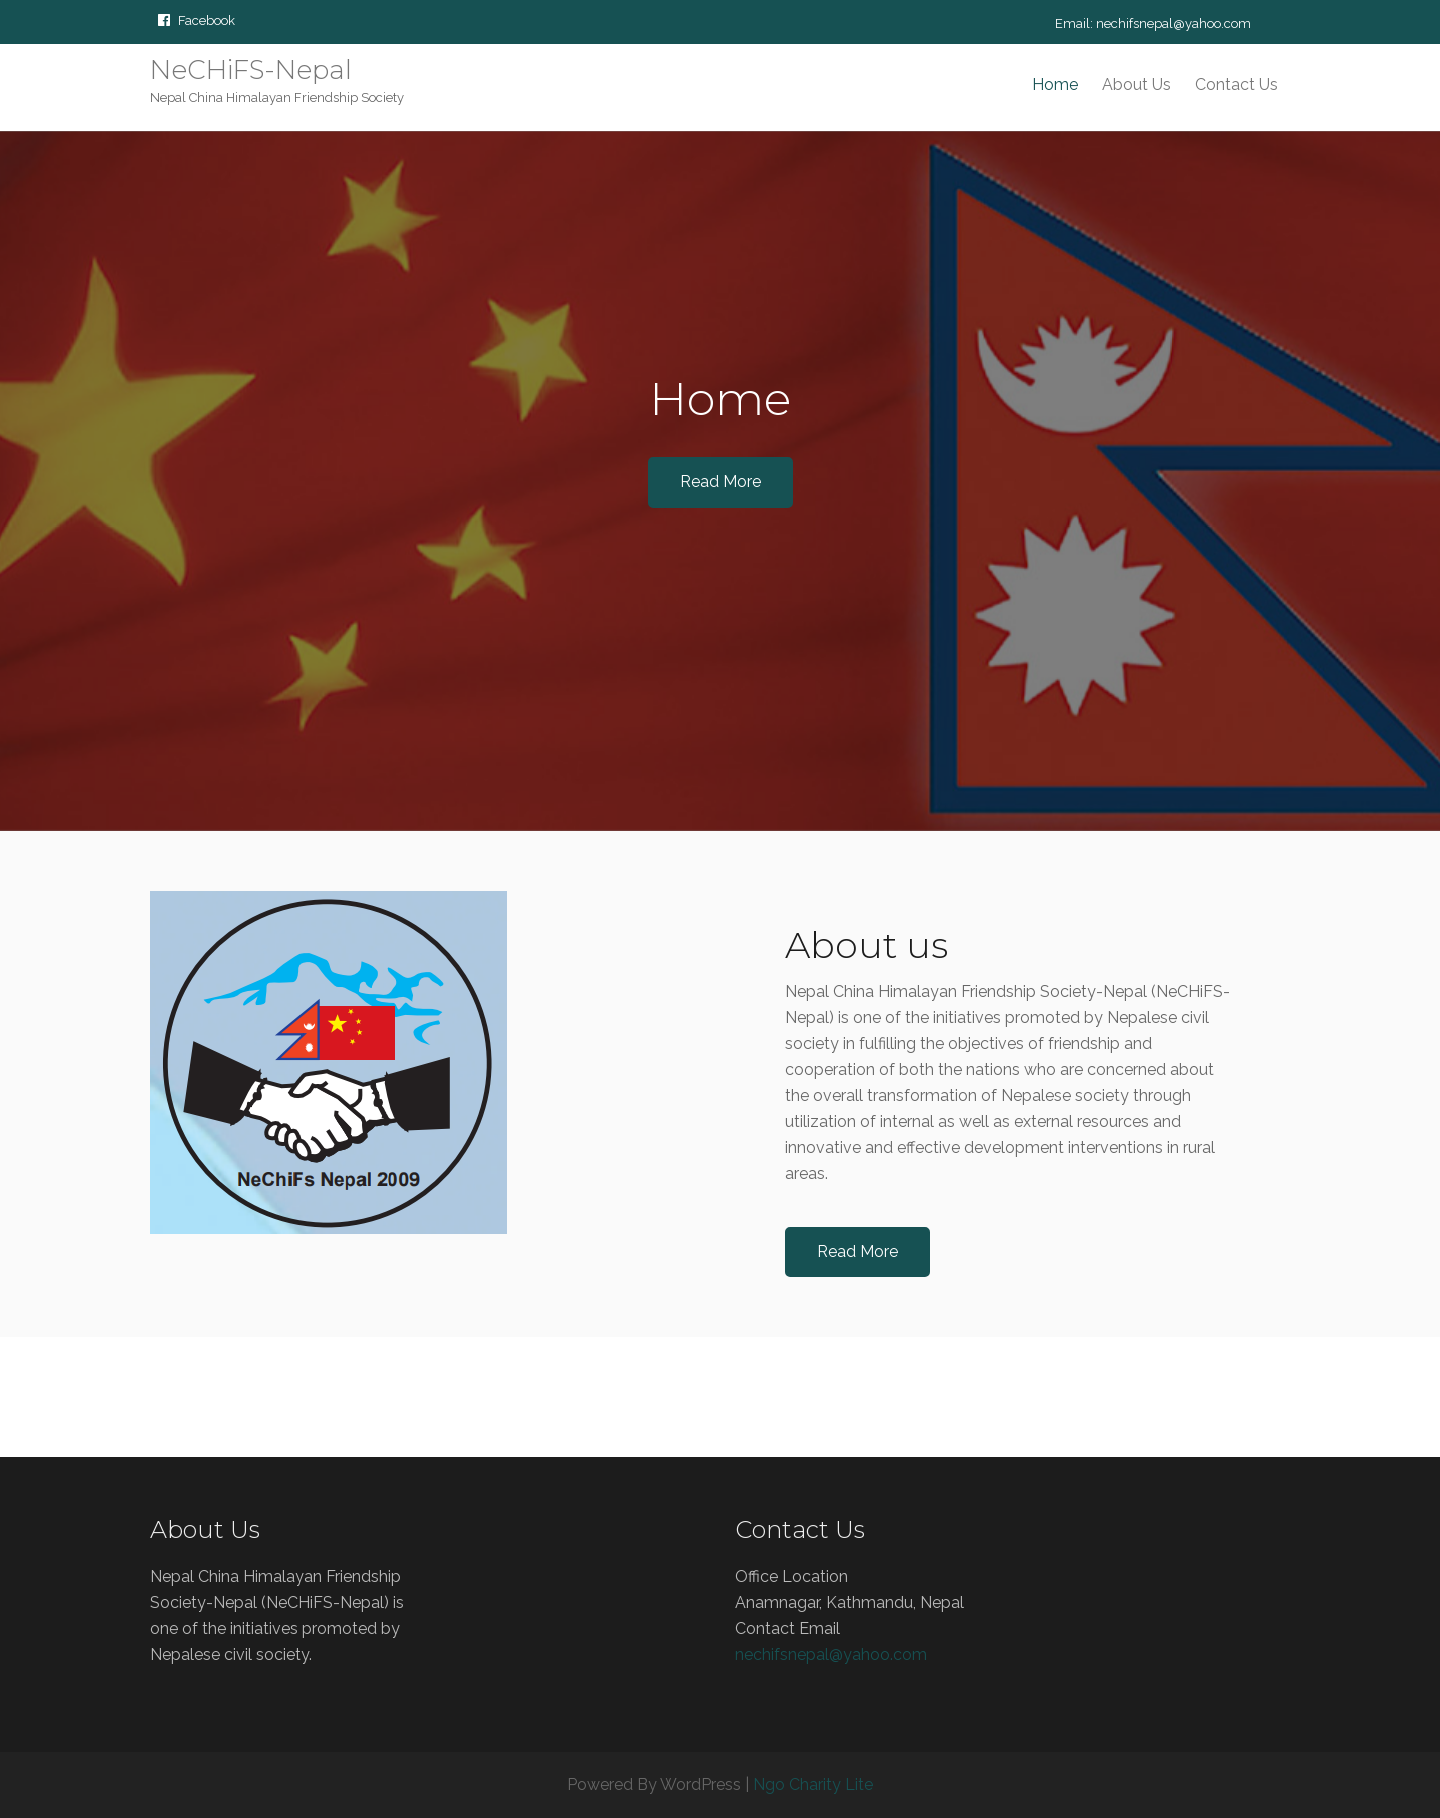 Facebook
Email: nechifsnepal@yahoo.com
NeCHiFS-Nepal
Nepal China Himalayan Friendship Society
Home
About Us
Contact Us
Home
Read More
NeChiFs Nepal 2009
About us
Nepal China Himalayan Friendship Society-Nepal (NeCHiFS-
Nepal) is one of the initiatives promoted by Nepalese civil
society in fulfilling the objectives of friendship and
cooperation of both the nations who are concerned about
the overall transformation of Nepalese society through
utilization of internal as well as external resources and
innovative and effective development interventions in rural
areas.
Read More
About Us
Nepal China Himalayan Friendship
Society-Nepal (NeCHiFS-Nepal) is
one of the initiatives promoted by
Nepalese civil society.
Contact Us
Office Location
Anamnagar, Kathmandu, Nepal
Contact Email
nechifsnepal@yahoo.com
Powered By WordPress | Ngo Charity Lite